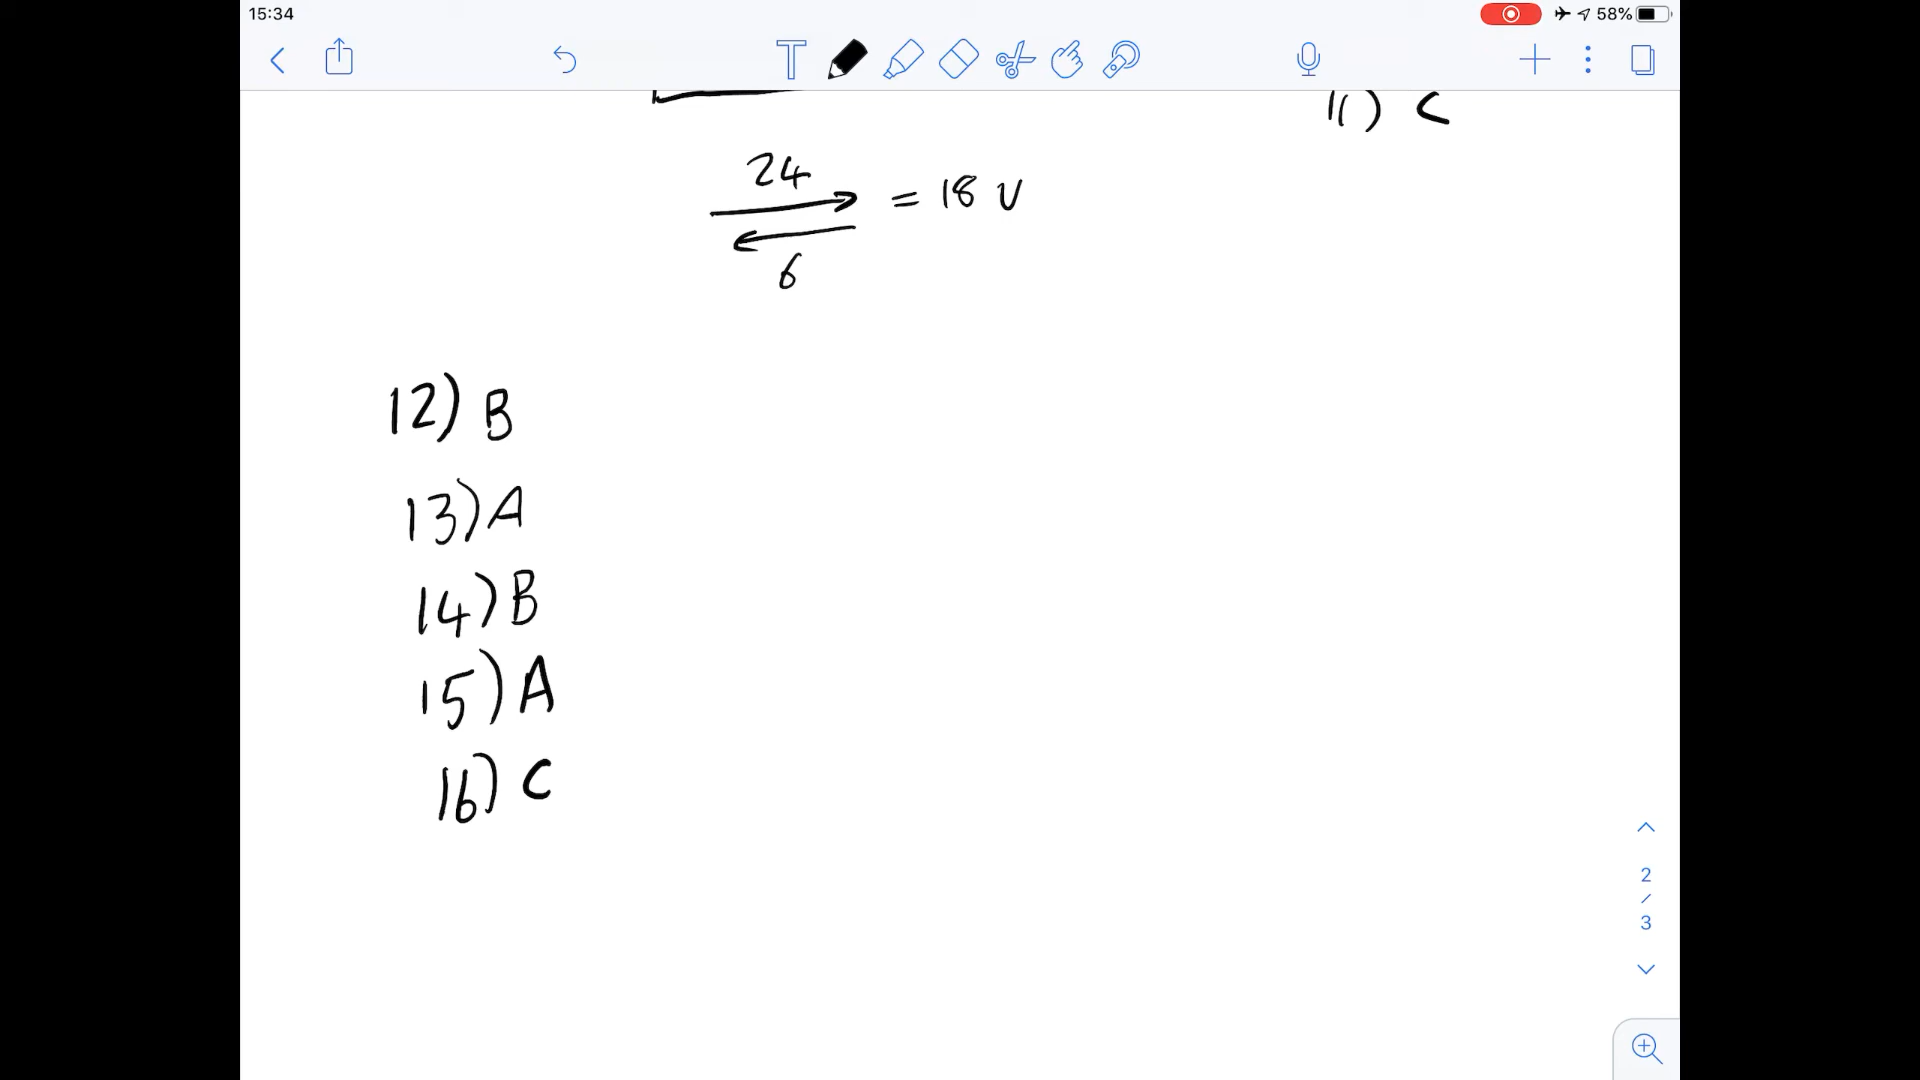 15:34
58%
T
11) C
24
= 18 V
6
12) B
13) A
14) B
15) A
16) C
2
/
3